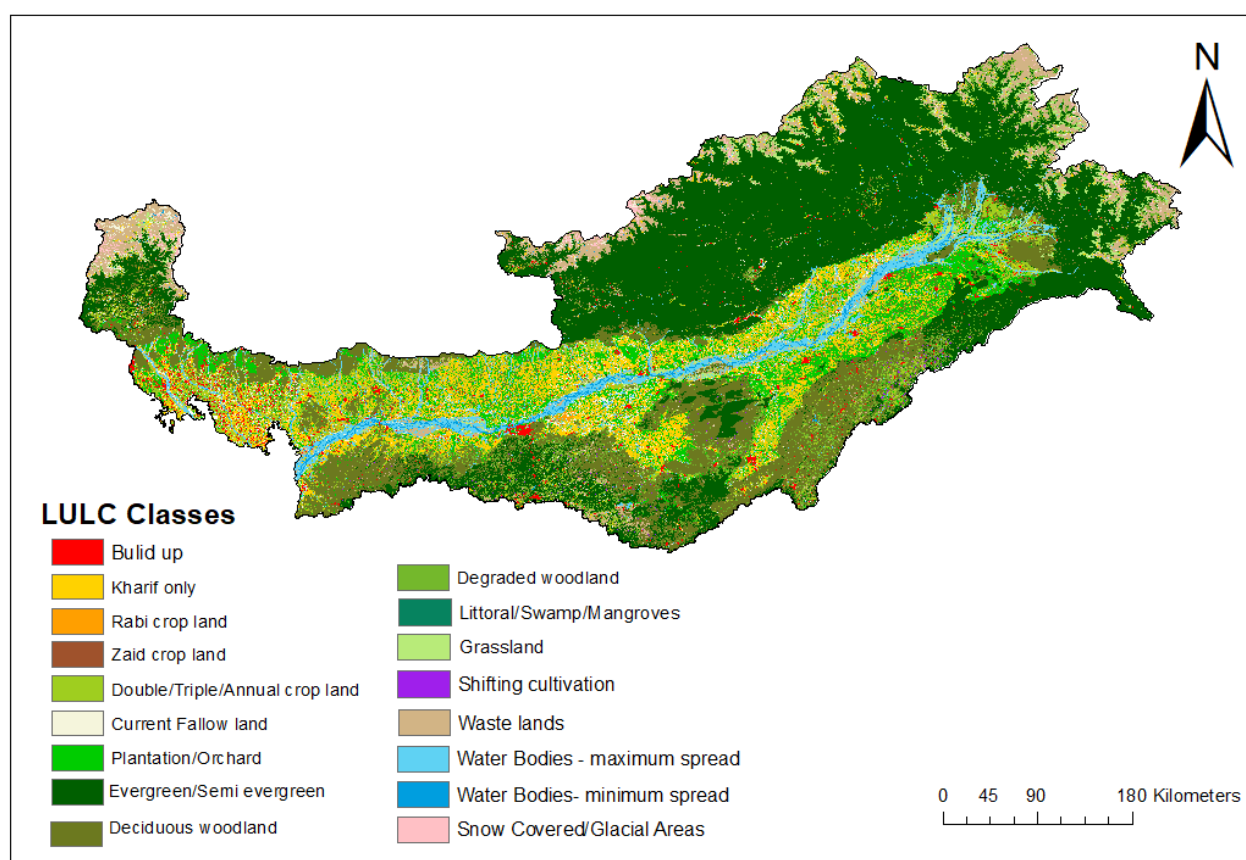 N
LULC Classes
Bulid up
Kharif only
Rabi crop land
Zaid crop land
Double/Triple/Annual crop land
Current Fallow land
Plantation/Orchard
Evergreen/Semi evergreen
Deciduous woodland
Degraded woodland
Littoral/Swamp/Mangroves
Grassland
Shifting cultivation
Waste lands
Water Bodies - maximum spread
Water Bodies- minimum spread
Snow Covered/Glacial Areas
0 45 90 180 Kilometers